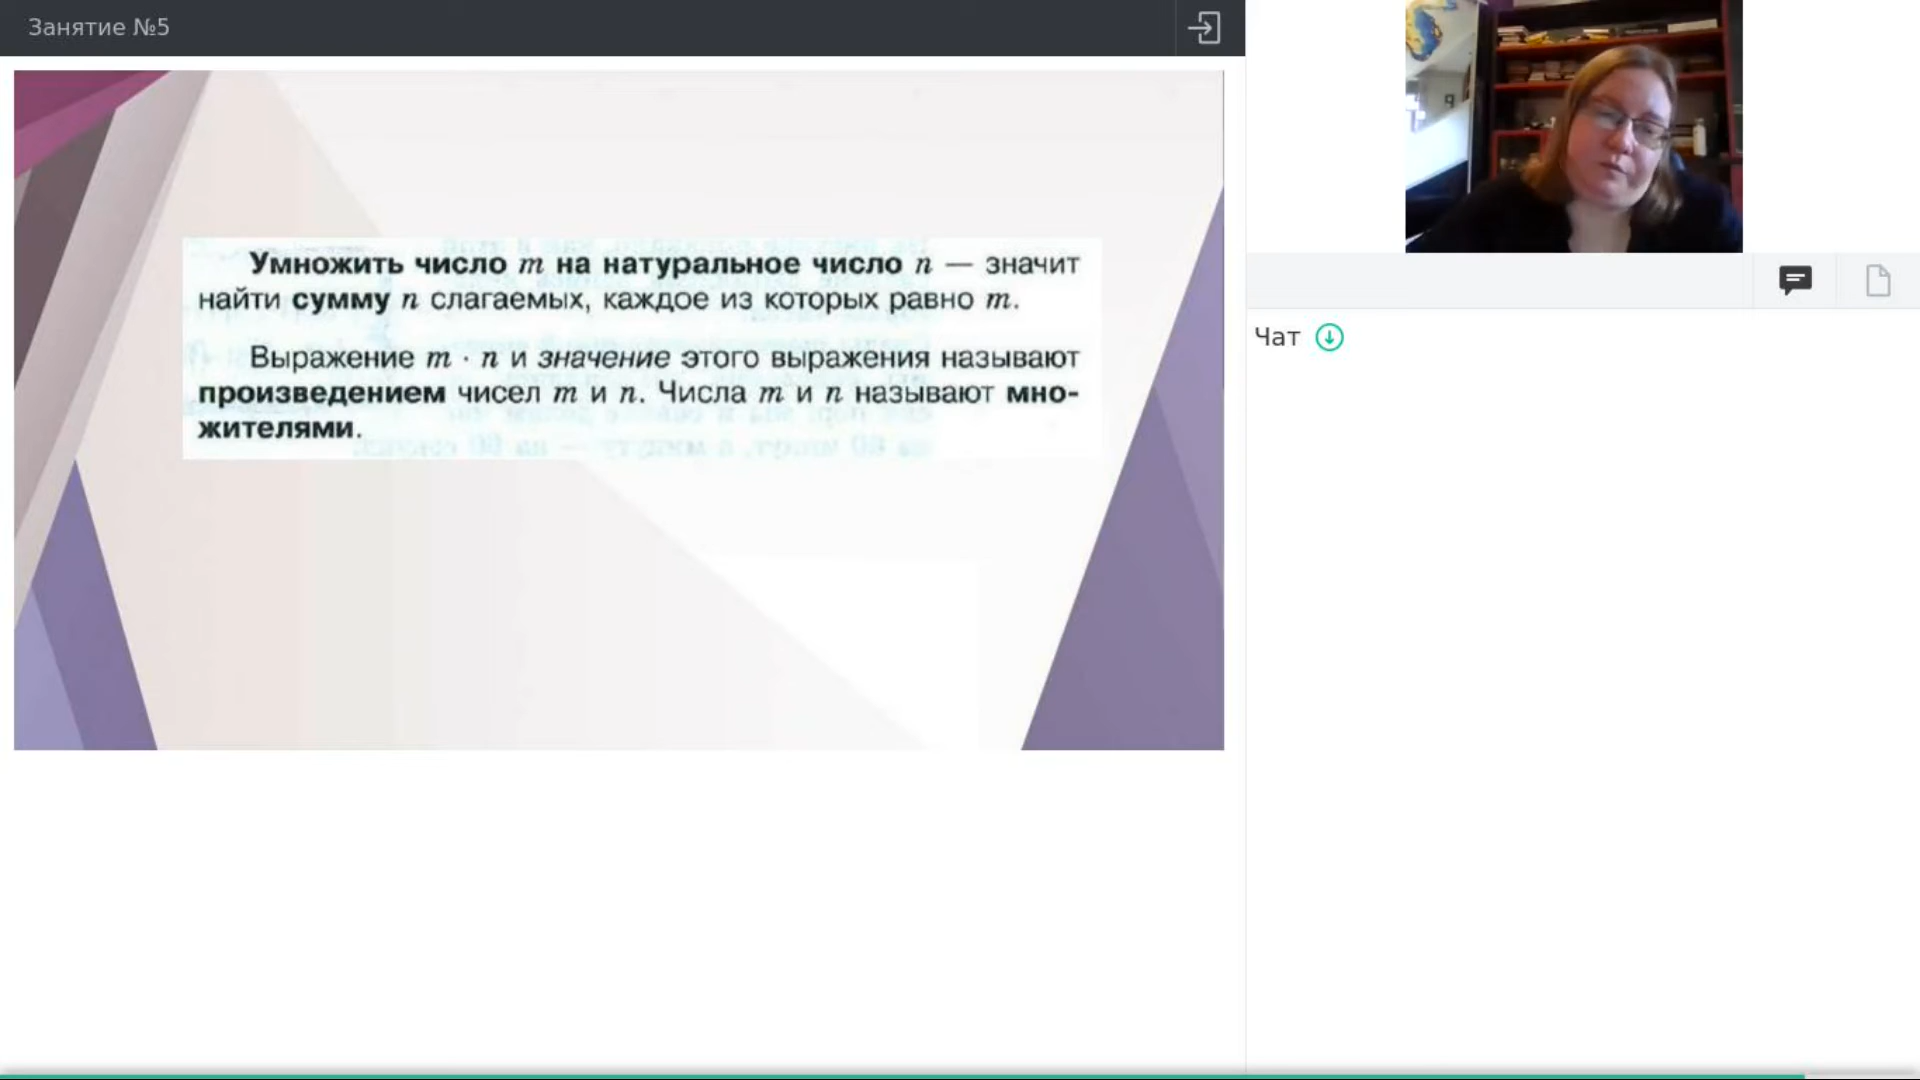 Занятие №5
Умножить число m на натуральное число n — значит
найти сумму n слагаемых, каждое из которых равно m.
Выражение m · n и значение этого выражения называют
произведением чисел m и n. Числа m и n называют мно-
жителями.
Чат